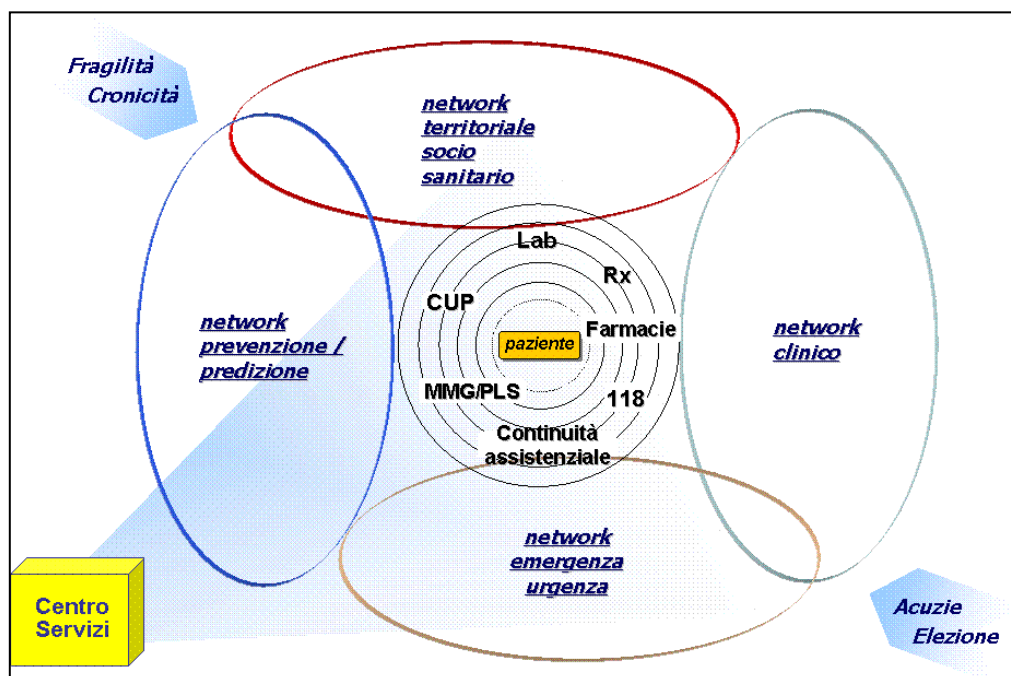 Fragilità
Cronicità
network
territoriale
socio
sanitario
Lab
Rx
CUP
Farmacie
paziente
MMG/PLS
118
Continuità
assistenziale
network
prevenzione /
predizione
network
clinico
network
emergenza
urgenza
Centro
Servizi
Acuzie
Elezione